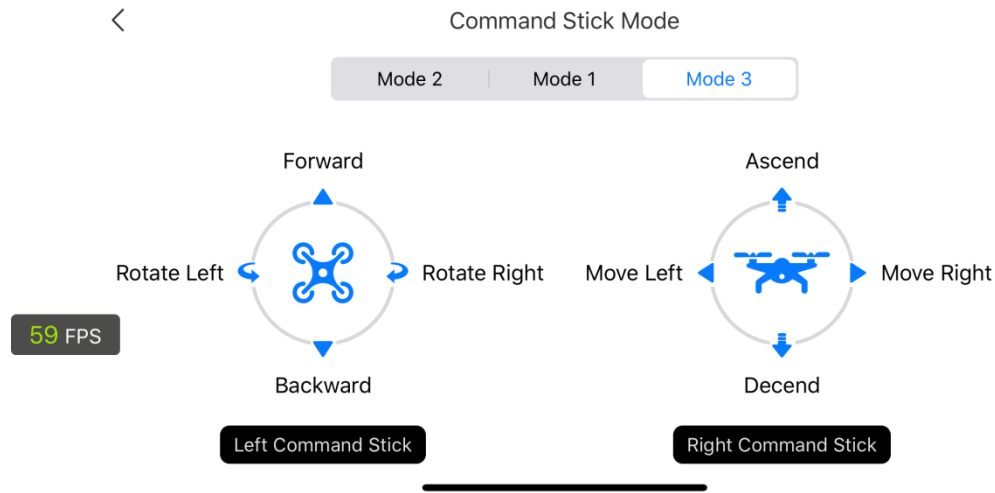 Command Stick Mode
Mode 2 Mode 1 Mode 3
Forward
Rotate Left
Rotate Right
Backward
Left Command Stick
Ascend
Move Left
Move Right
Decend
Right Command Stick
59 FPS